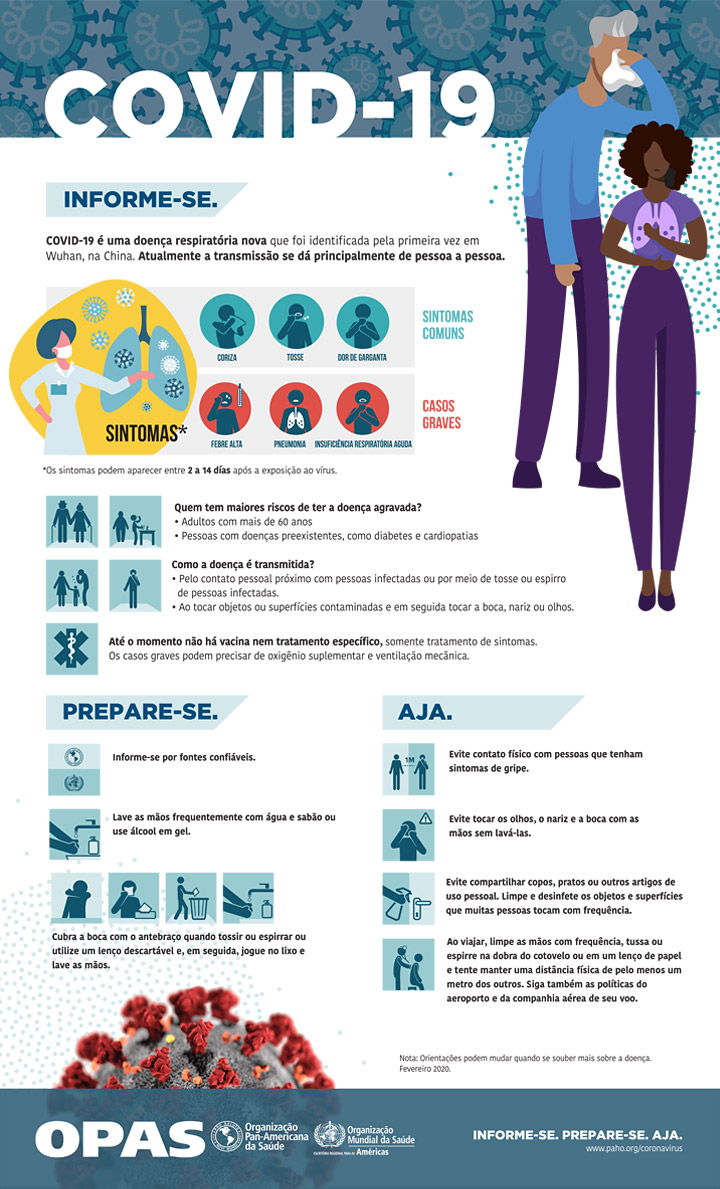 COVID-19
INFORME-SE.
COVID-19 é uma doença respiratória nova que foi identificada pela primeira vez em
Wuhan, na China. Atualmente a transmissão se dá principalmente de pessoa a pessoa.
SINTOMAS*
CORIZA
TOSSE
DOR DE GARGANTA
SINTOMAS
COMUNS
FEBRE ALTA
PNEUMONIA
INSUFICIÊNCIA RESPIRATÓRIA AGUDA
CASOS
GRAVES
*Os sintomas podem aparecer entre 2 a 14 días após a exposição ao vírus.
Quem tem maiores riscos de ter a doença agravada?
• Adultos com mais de 60 anos
• Pessoas com doenças preexistentes, como diabetes e cardiopatias
Como a doença é transmitida?
• Pelo contato pessoal próximo com pessoas infectadas ou por meio de tosse ou espirro
de pessoas infectadas.
• Ao tocar objetos ou superfícies contaminadas e em seguida tocar a boca, nariz ou olhos.
Até o momento não há vacina nem tratamento específico, somente tratamento de sintomas.
Os casos graves podem precisar de oxigênio suplementar e ventilação mecânica.
PREPARE-SE.
Informe-se por fontes confiáveis.
Lave as mãos frequentemente com água e sabão ou
use álcool em gel.
Cubra a boca com o antebraço quando tossir ou espirrar ou
utilize um lenço descartável e, em seguida, jogue no lixo e
lave as mãos.
AJA.
1M
Evite contato físico com pessoas que tenham
sintomas de gripe.
Evite tocar os olhos, o nariz e a boca com as
mãos sem lavá-las.
Evite compartilhar copos, pratos ou outros artigos de
uso pessoal. Limpe e desinfete os objetos e superfícies
que muitas pessoas tocam com frequência.
Ao viajar, limpe as mãos com frequência, tussa ou
espirre na dobra do cotovelo ou em um lenço de papel
e tente manter uma distância física de pelo menos um
metro dos outros. Siga também as políticas do
aeroporto e da companhia aérea de seu voo.
Nota: Orientações podem mudar quando se souber mais sobre a doença.
Fevereiro 2020.
OPAS
Organização
Pan-Americana
da Saúde
Organização
Mundial da Saúde
ESCRITÓRIO REGIONAL PARA AS Américas
INFORME-SE. PREPARE-SE. AJA.
www.paho.org/coronavirus